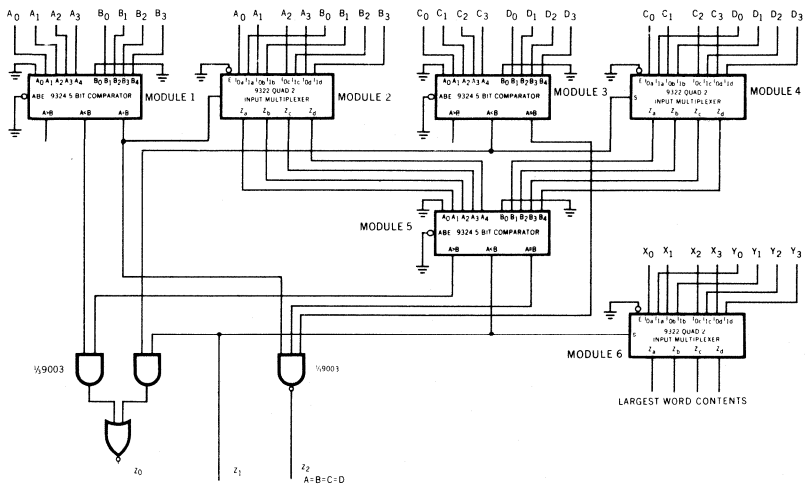 A0 A1 A2 A3 B0 B1 B2 B3
A0 A1 A2 A3 B0 B1 B2 B3
C0 C1 C2 C3 D0 D1 D2 D3
C0 C1 C2 C3 D0 D1 D2 D3
A0 A1 A2 A3 A4 B0 B1 B2 B3 B4
ABE 9324 5 BIT COMPARATOR
A>B A<B A=B
MODULE 1
E I0a I1a I0b I1b I0c I1c I0d I1d
9322 QUAD 2
INPUT MULTIPLEXER
Za Zb Zc Zd
MODULE 2
A0 A1 A2 A3 A4 B0 B1 B2 B3 B4
ABE 9324 5 BIT COMPARATOR
A>B A<B A=B
MODULE 3
E I0a I1a I0b I1b I0c I1c I0d I1d
S 9322 QUAD 2
INPUT MULTIPLEXER
Za Zb Zc Zd
MODULE 4
A0 A1 A2 A3 A4 B0 B1 B2 B3 B4
MODULE 5
ABE 9324 5 BIT COMPARATOR
A>B A<B A=B
X0 X1 X2 X3 Y0 Y1 Y2 Y3
E I0a I1a I0b I1b I0c I1c I0d I1d
S 9322 QUAD 2
INPUT MULTIPLEXER
Za Zb Zc Zd
MODULE 6
LARGEST WORD CONTENTS
⅓9003
⅓9003
Z0
Z1
Z2
A=B=C=D